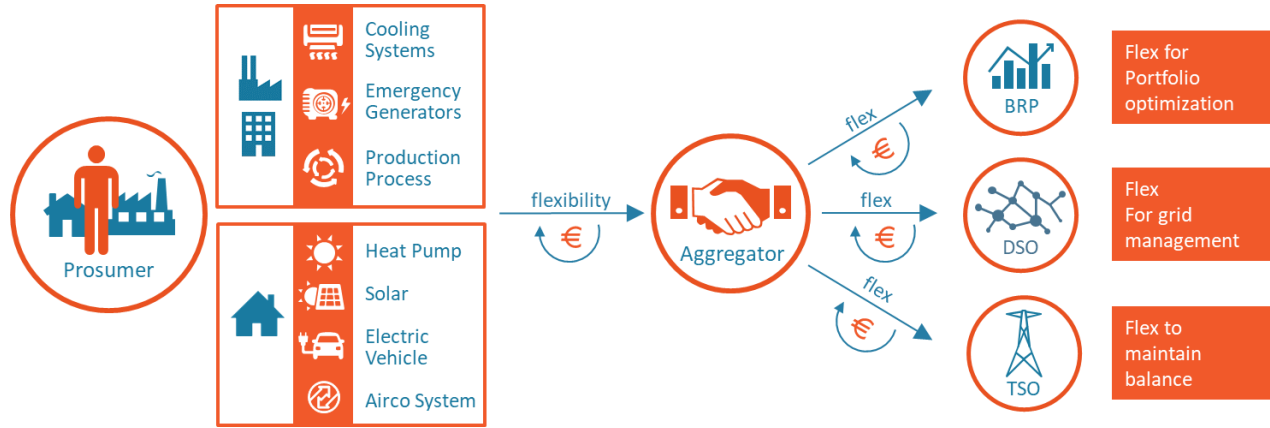 Prosumer
Cooling
Systems
Emergency
Generators
Production
Process
Heat Pump
Solar
Electric
Vehicle
Airco System
flexibility
€
Aggregator
flex
€
flex
€
flex
€
BRP
Flex for
Portfolio
optimization
DSO
Flex
For grid
management
TSO
Flex to
maintain
balance